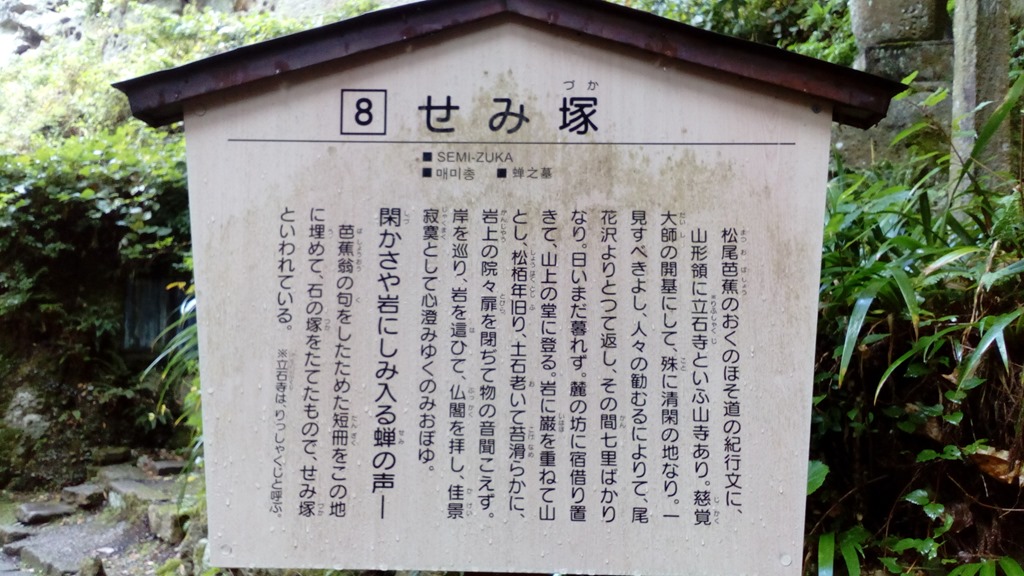 8 せみ塚
づか
■ SEMI-ZUKA
■ 매미총 ■ 蝉之墓
松尾芭蕉のおくのほそ道の紀行文に、
山形領に立石寺といふ山寺あり。慈覚
大師の開基にして、殊に清閑の地なり。一
見すべきよし、人々の勧むるによりて、尾
花沢よりとつて返し、その間七里ばかり
なり。日いまだ暮れず。麓の坊に宿借り置
きて、山上の堂に登る。岩に巌を重ねて山
とし、松栢年旧り、土石老いて苔滑らかに、
岩上の院々扉を閉ぢて物の音聞こえず。
岸を巡り、岩を這ひて、仏閣を拝し、佳景
寂寞として心澄みゆくのみおぼゆ。
閑かさや岩にしみ入る蝉の声―
芭蕉翁の句をしたためた短冊をこの地
に埋めて、石の塚をたてたもので、せみ塚
といわれている。
※立石寺はりっしゃくじと呼ぶ。